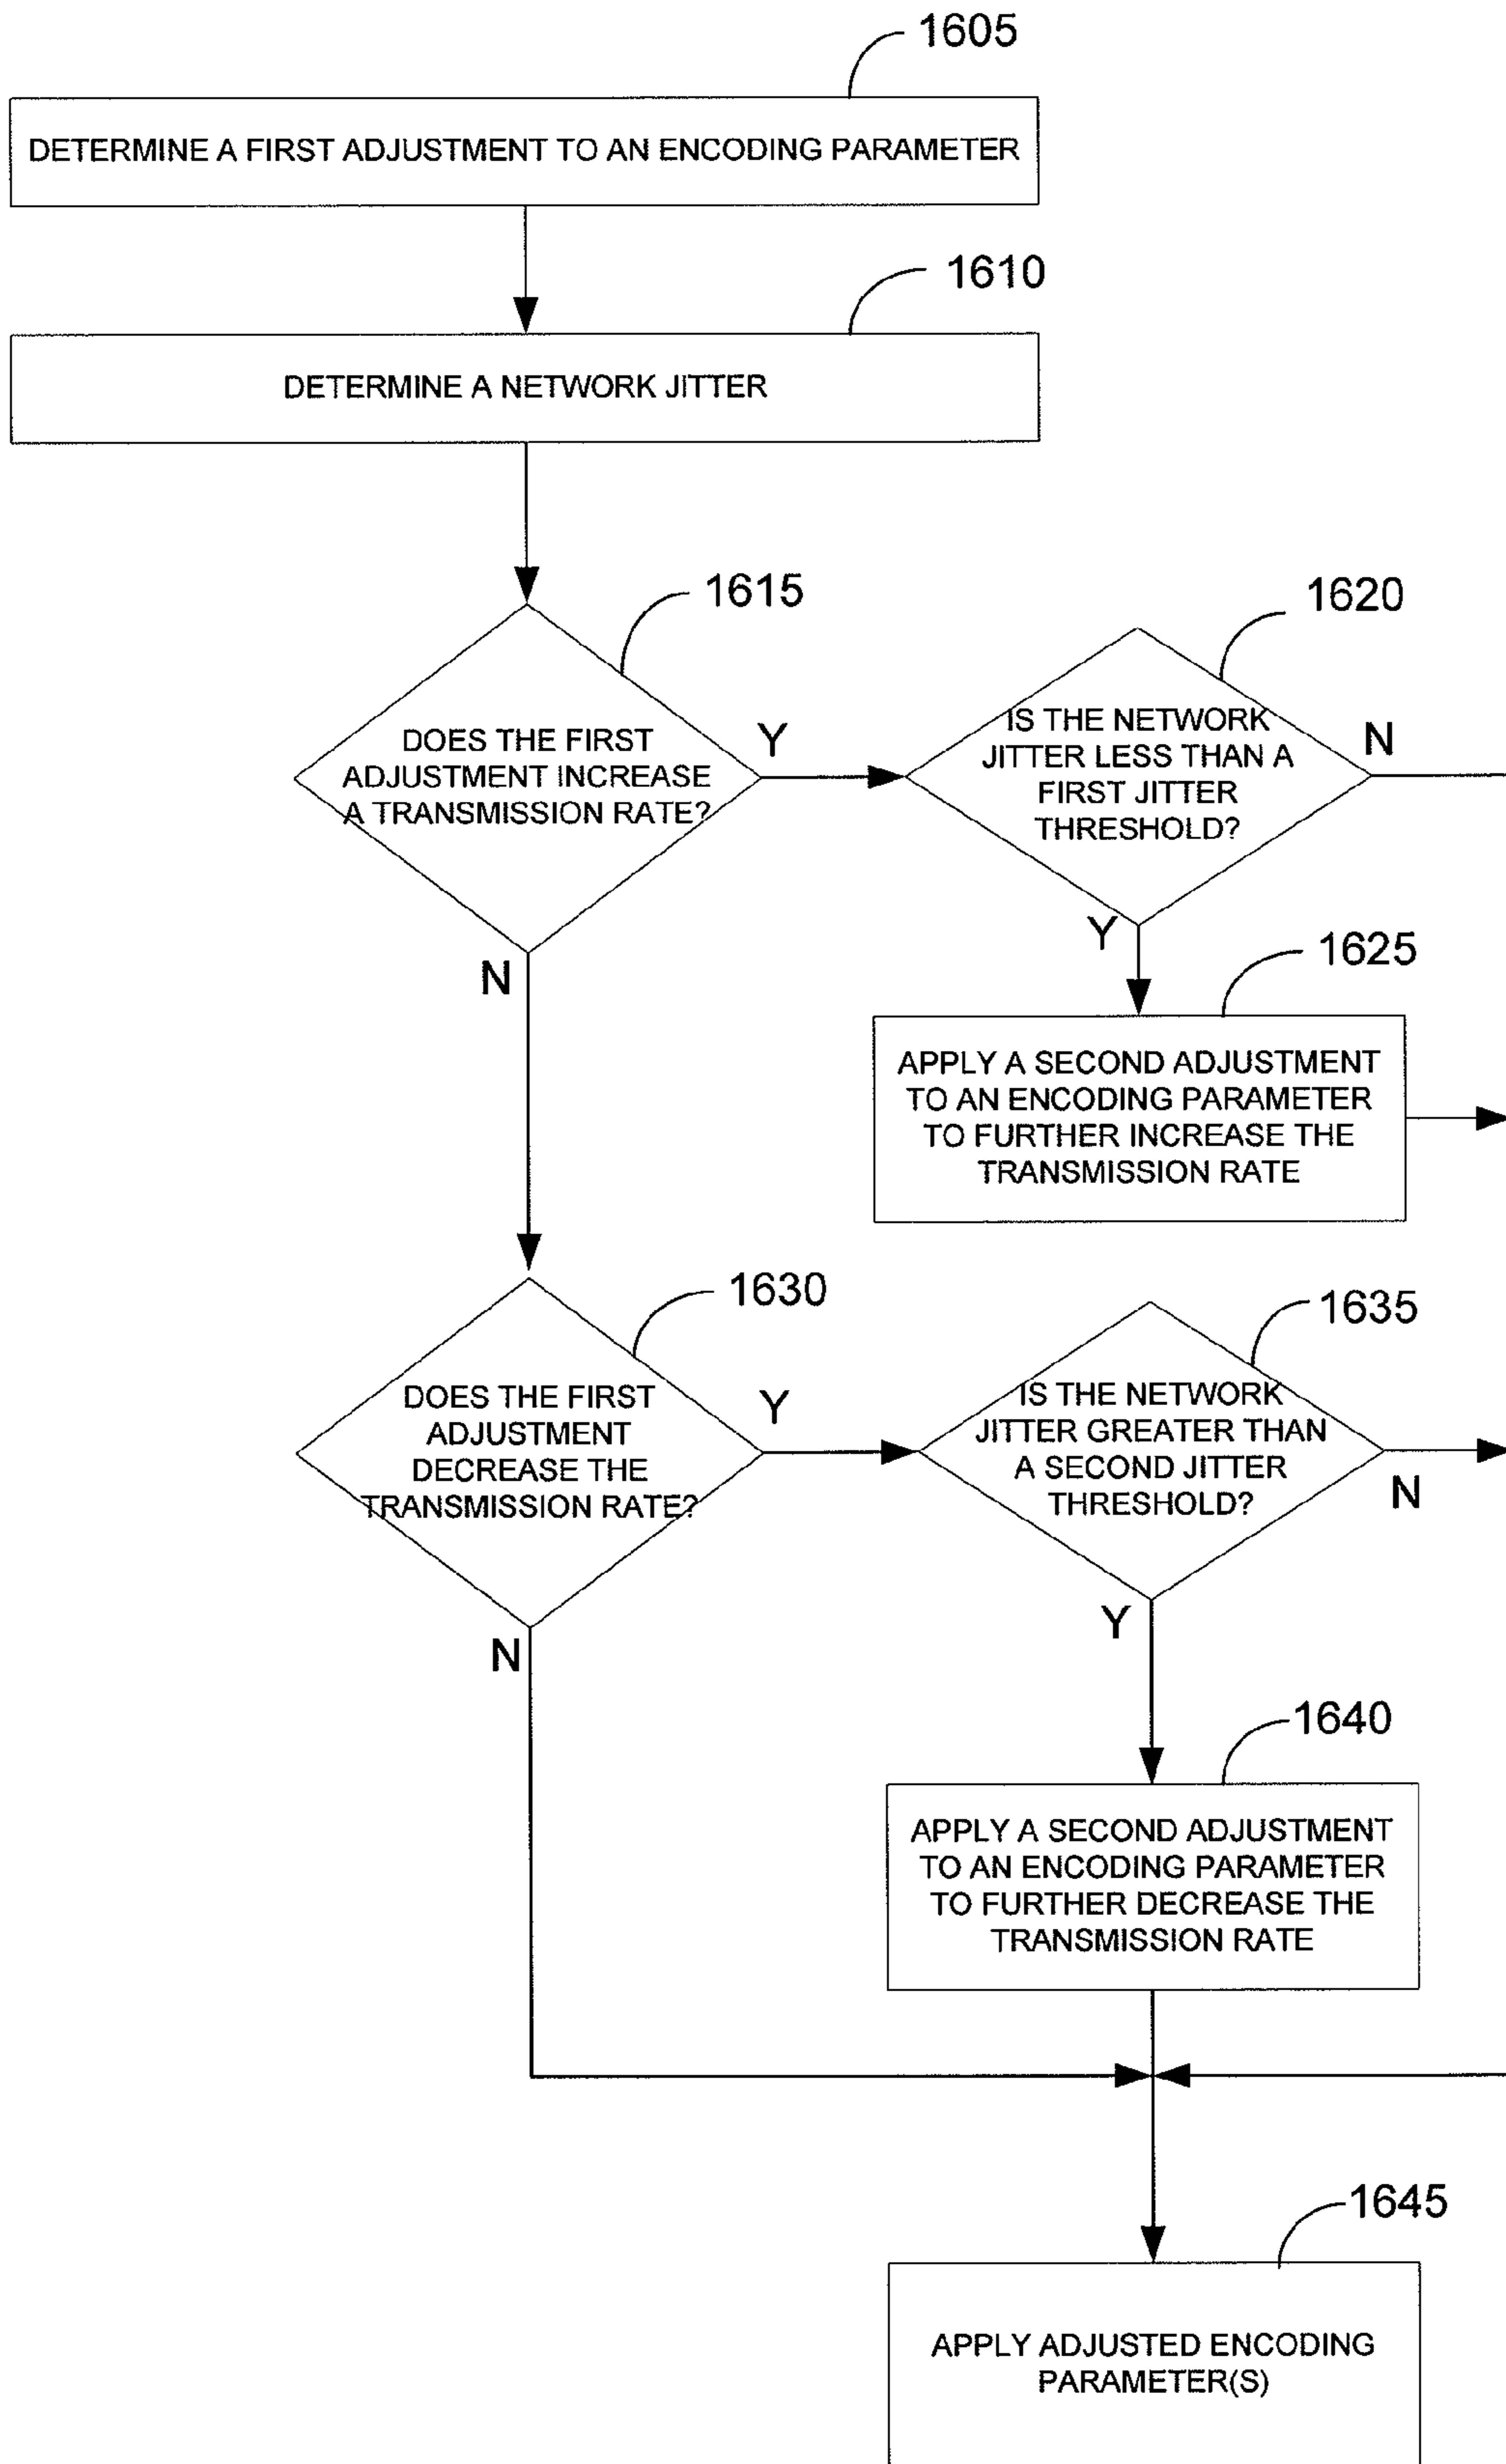 1605
DETERMINE A FIRST ADJUSTMENT TO AN ENCODING PARAMETER
1610
DETERMINE A NETWORK JITTER
1615
DOES THE FIRST
ADJUSTMENT INCREASE
A TRANSMISSION RATE?
Y
N
1620
IS THE NETWORK
JITTER LESS THAN A
FIRST JITTER
THRESHOLD?
N
Y
1625
APPLY A SECOND ADJUSTMENT
TO AN ENCODING PARAMETER
TO FURTHER INCREASE THE
TRANSMISSION RATE
1630
DOES THE FIRST
ADJUSTMENT
DECREASE THE
TRANSMISSION RATE?
Y
N
1635
IS THE NETWORK
JITTER GREATER THAN
A SECOND JITTER
THRESHOLD?
N
Y
1640
APPLY A SECOND ADJUSTMENT
TO AN ENCODING PARAMETER
TO FURTHER DECREASE THE
TRANSMISSION RATE
1645
APPLY ADJUSTED ENCODING
PARAMETER(S)